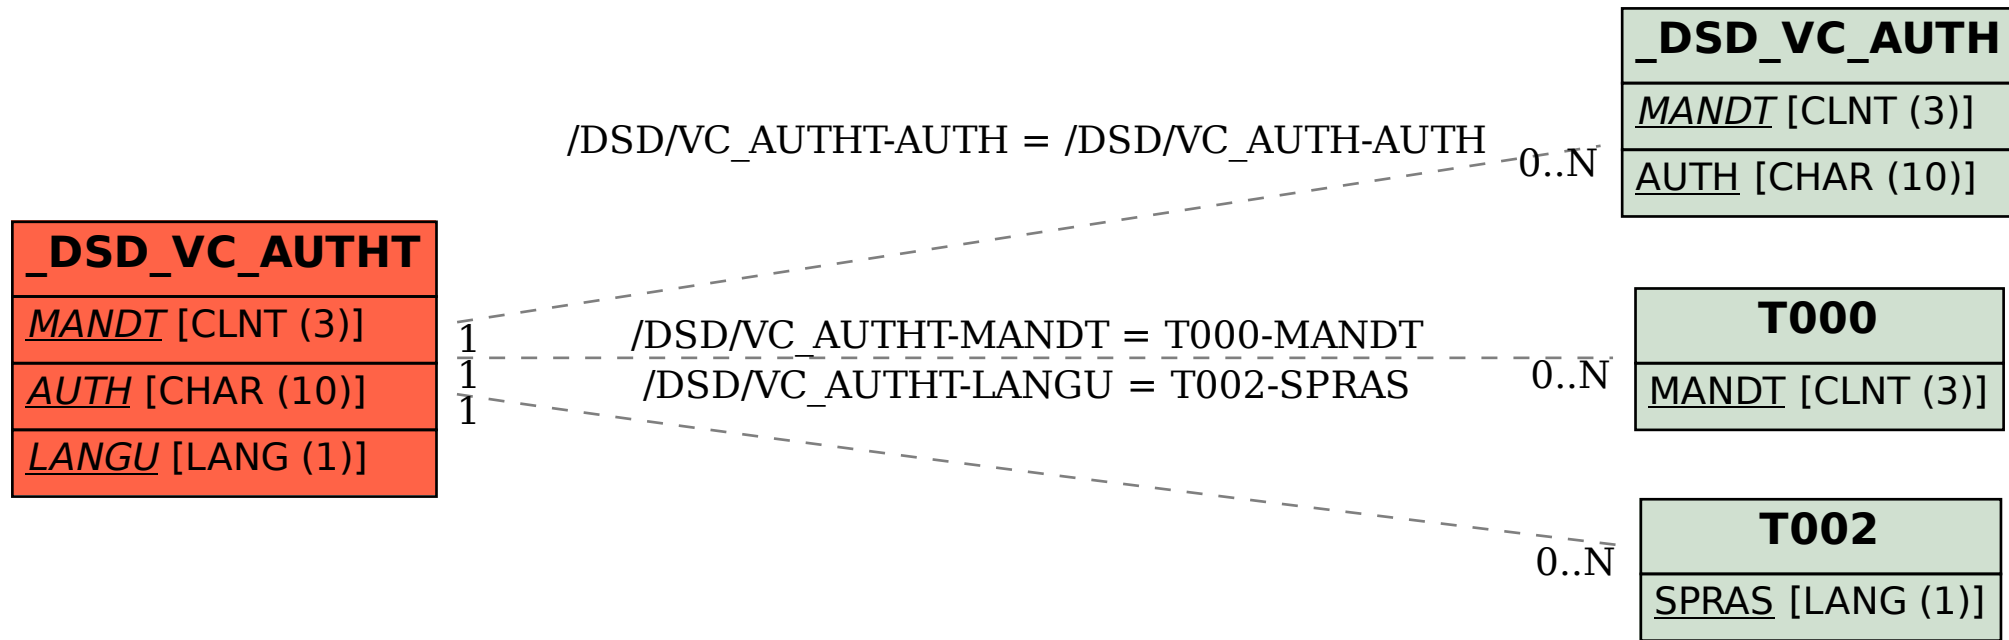 _DSD_VC_AUTHT
MANDT [CLNT (3)]
AUTH [CHAR (10)]
LANGU [LANG (1)]
/DSD/VC_AUTHT-AUTH = /DSD/VC_AUTH-AUTH
0..N
1
/DSD/VC_AUTHT-MANDT = T000-MANDT
0..N
1
/DSD/VC_AUTHT-LANGU = T002-SPRAS
0..N
1
_DSD_VC_AUTH
MANDT [CLNT (3)]
AUTH [CHAR (10)]
T000
MANDT [CLNT (3)]
T002
SPRAS [LANG (1)]